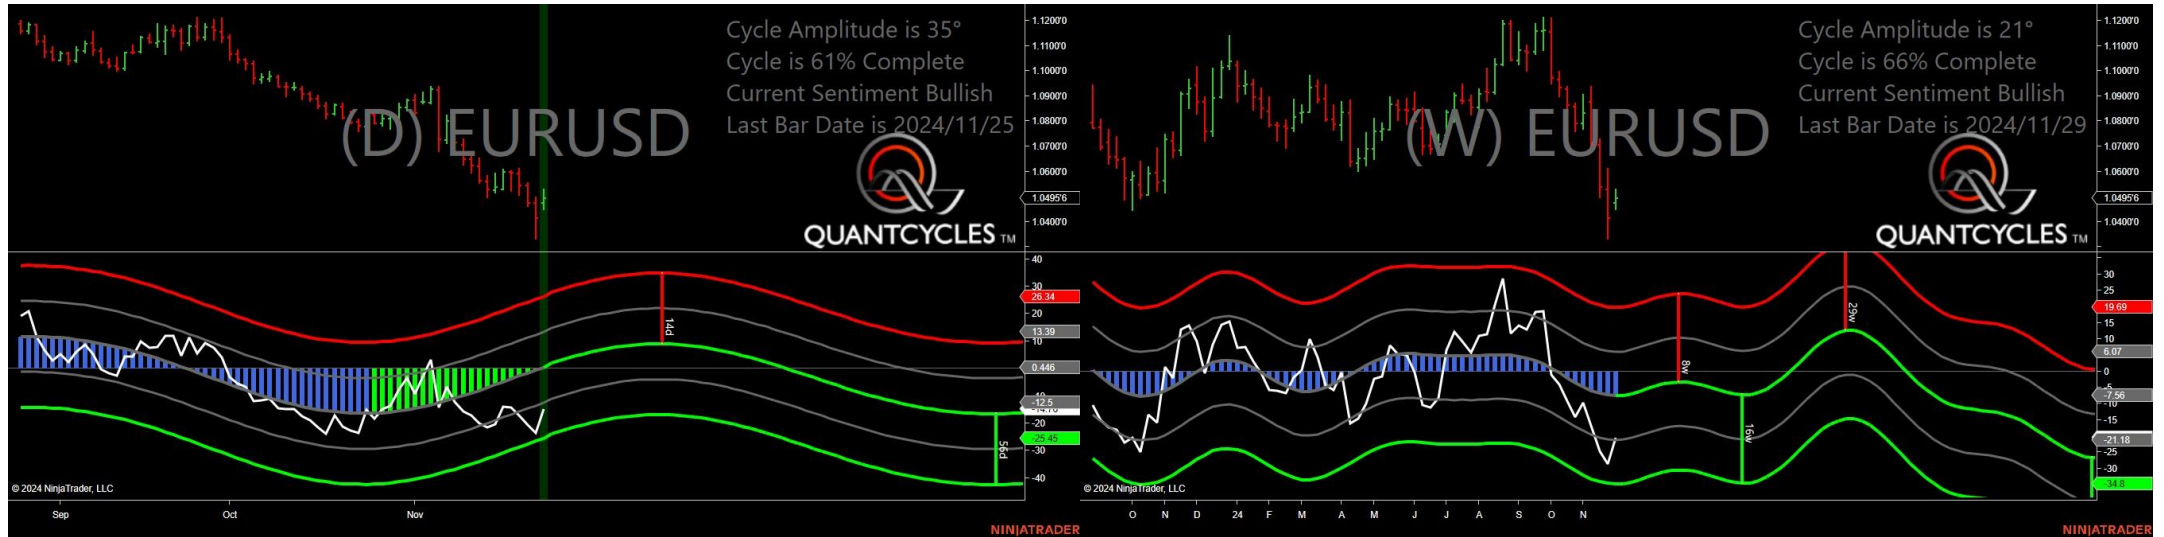 Cycle Amplitude is 35°
Cycle is 61% Complete
Current Sentiment Bullish
Last Bar Date is 2024/11/25
(D) EURUSD
QUANTCYCLES TM
1.1200'0
1.1100'0
1.1000'0
1.0900'0
1.0800'0
1.0700'0
1.0600'0
1.0495'6
1.0400'0
14d
56d
40
30
26.34
20
13.39
10
0.446
-12.5
-20
-25.45
-30
-40
© 2024 NinjaTrader, LLC
Sep Oct Nov
NINJATRADER
Cycle Amplitude is 21°
Cycle is 66% Complete
Current Sentiment Bullish
Last Bar Date is 2024/11/29
(W) EURUSD
QUANTCYCLES TM
1.1200'0
1.1100'0
1.1000'0
1.0900'0
1.0800'0
1.0700'0
1.0600'0
1.0495'6
1.0400'0
8w
16w
29w
30
25
19.69
15
10
6.07
0
-5
-7.56
-10
-15
-21.18
-25
-30
-34.8
© 2024 NinjaTrader, LLC
O N D 24 F M A M J J A S O N
NINJATRADER